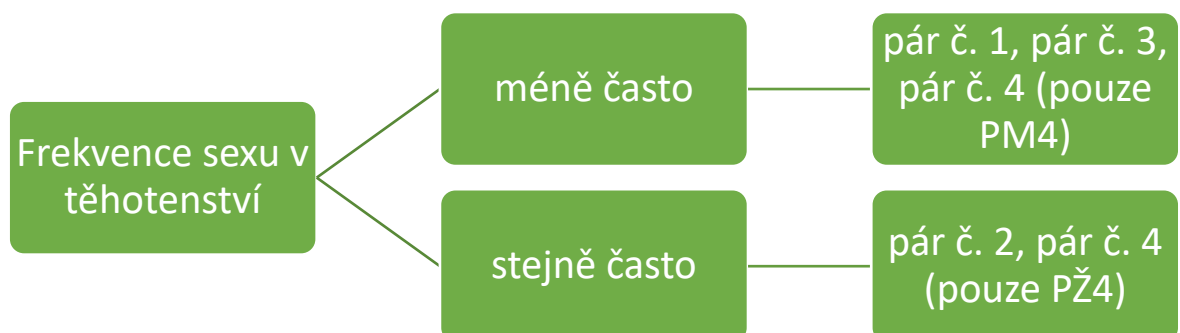 Frekvence sexu v
těhotenství
méně často
pár č. 1, pár č. 3,
pár č. 4 (pouze
PM4)
stejně často
pár č. 2, pár č. 4
(pouze PŽ4)